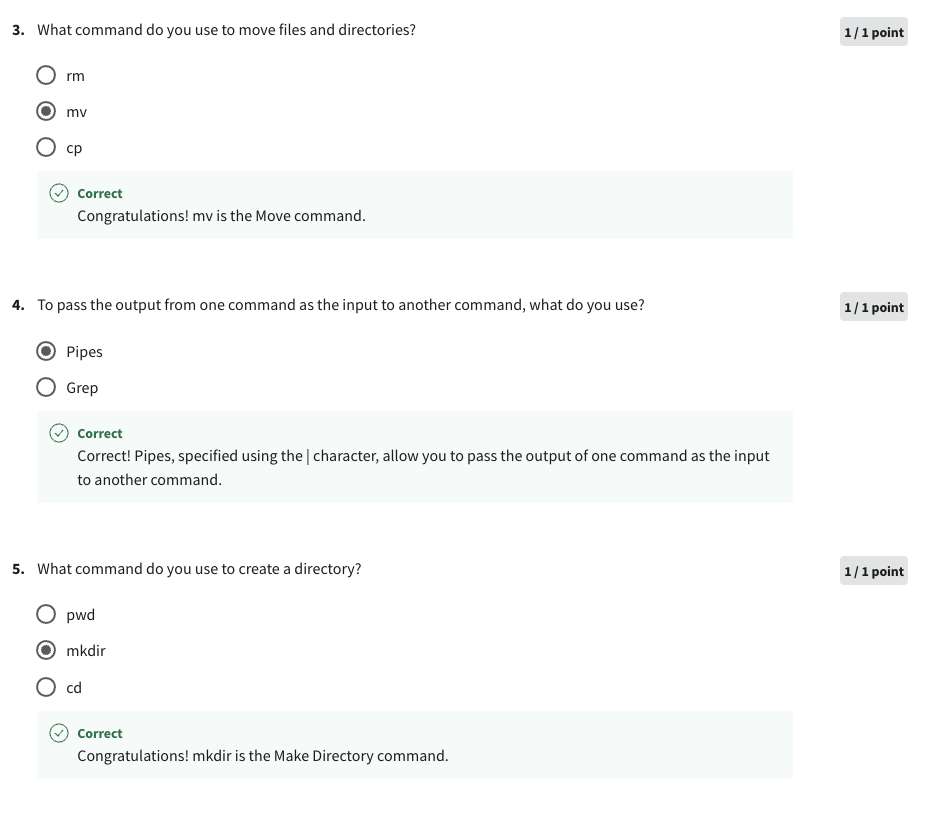 3. What command do you use to move files and directories?
1 / 1 point
rm
mv
cp
Correct
Congratulations! mv is the Move command.
4. To pass the output from one command as the input to another command, what do you use?
1 / 1 point
Pipes
Grep
Correct
Correct! Pipes, specified using the | character, allow you to pass the output of one command as the input
to another command.
5. What command do you use to create a directory?
1 / 1 point
pwd
mkdir
cd
Correct
Congratulations! mkdir is the Make Directory command.